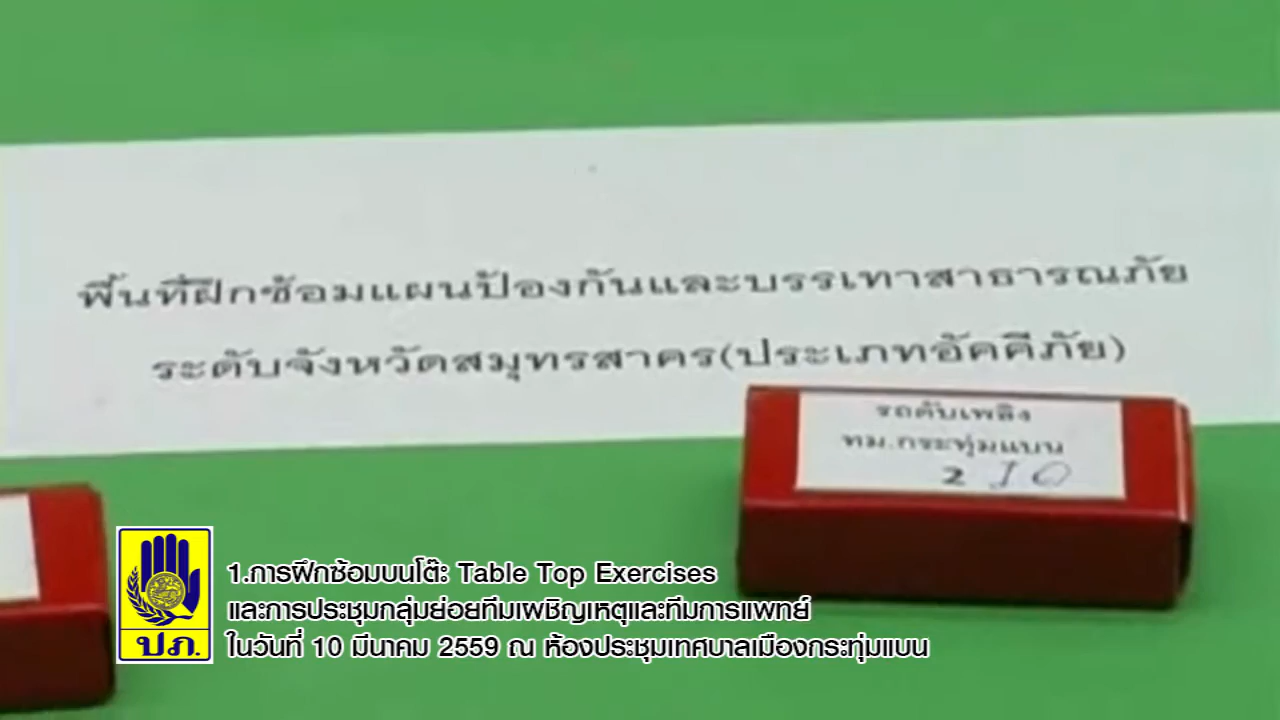 พื้นที่ฝึกซ้อมแผนป้องกันและบรรเทาสาธารณภัย
ระดับจังหวัดสมุทรสาคร(ประเภทอัคคีภัย)
รถดับเพลิง
ทม.กระทุ่มแบน
2
ปภ.
1.การฝึกซ้อมบนโต๊ะ Table Top Exercises
และการประชุมกลุ่มย่อยทีมเผชิญเหตุและทีมการแพทย์
ในวันที่ 10 มีนาคม 2559 ณ ห้องประชุมเทศบาลเมืองกระทุ่มแบน